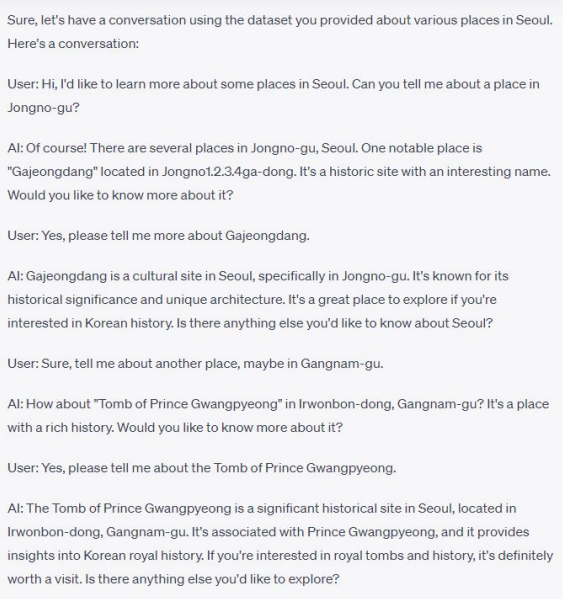 Sure, let's have a conversation using the dataset you provided about various places in Seoul.
Here's a conversation:
User: Hi, I'd like to learn more about some places in Seoul. Can you tell me about a place in
Jongno-gu?
AI: Of course! There are several places in Jongno-gu, Seoul. One notable place is
"Gajeongdang" located in Jongno1.2.3.4ga-dong. It's a historic site with an interesting name.
Would you like to know more about it?
User: Yes, please tell me more about Gajeongdang.
AI: Gajeongdang is a cultural site in Seoul, specifically in Jongno-gu. It's known for its
historical significance and unique architecture. It's a great place to explore if you're
interested in Korean history. Is there anything else you'd like to know about Seoul?
User: Sure, tell me about another place, maybe in Gangnam-gu.
AI: How about "Tomb of Prince Gwangpyeong" in Irwonbon-dong, Gangnam-gu? It's a place
with a rich history. Would you like to know more about it?
User: Yes, please tell me about the Tomb of Prince Gwangpyeong.
AI: The Tomb of Prince Gwangpyeong is a significant historical site in Seoul, located in
Irwonbon-dong, Gangnam-gu. It's associated with Prince Gwangpyeong, and it provides
insights into Korean royal history. If you're interested in royal tombs and history, it's definitely
worth a visit. Is there anything else you'd like to explore?